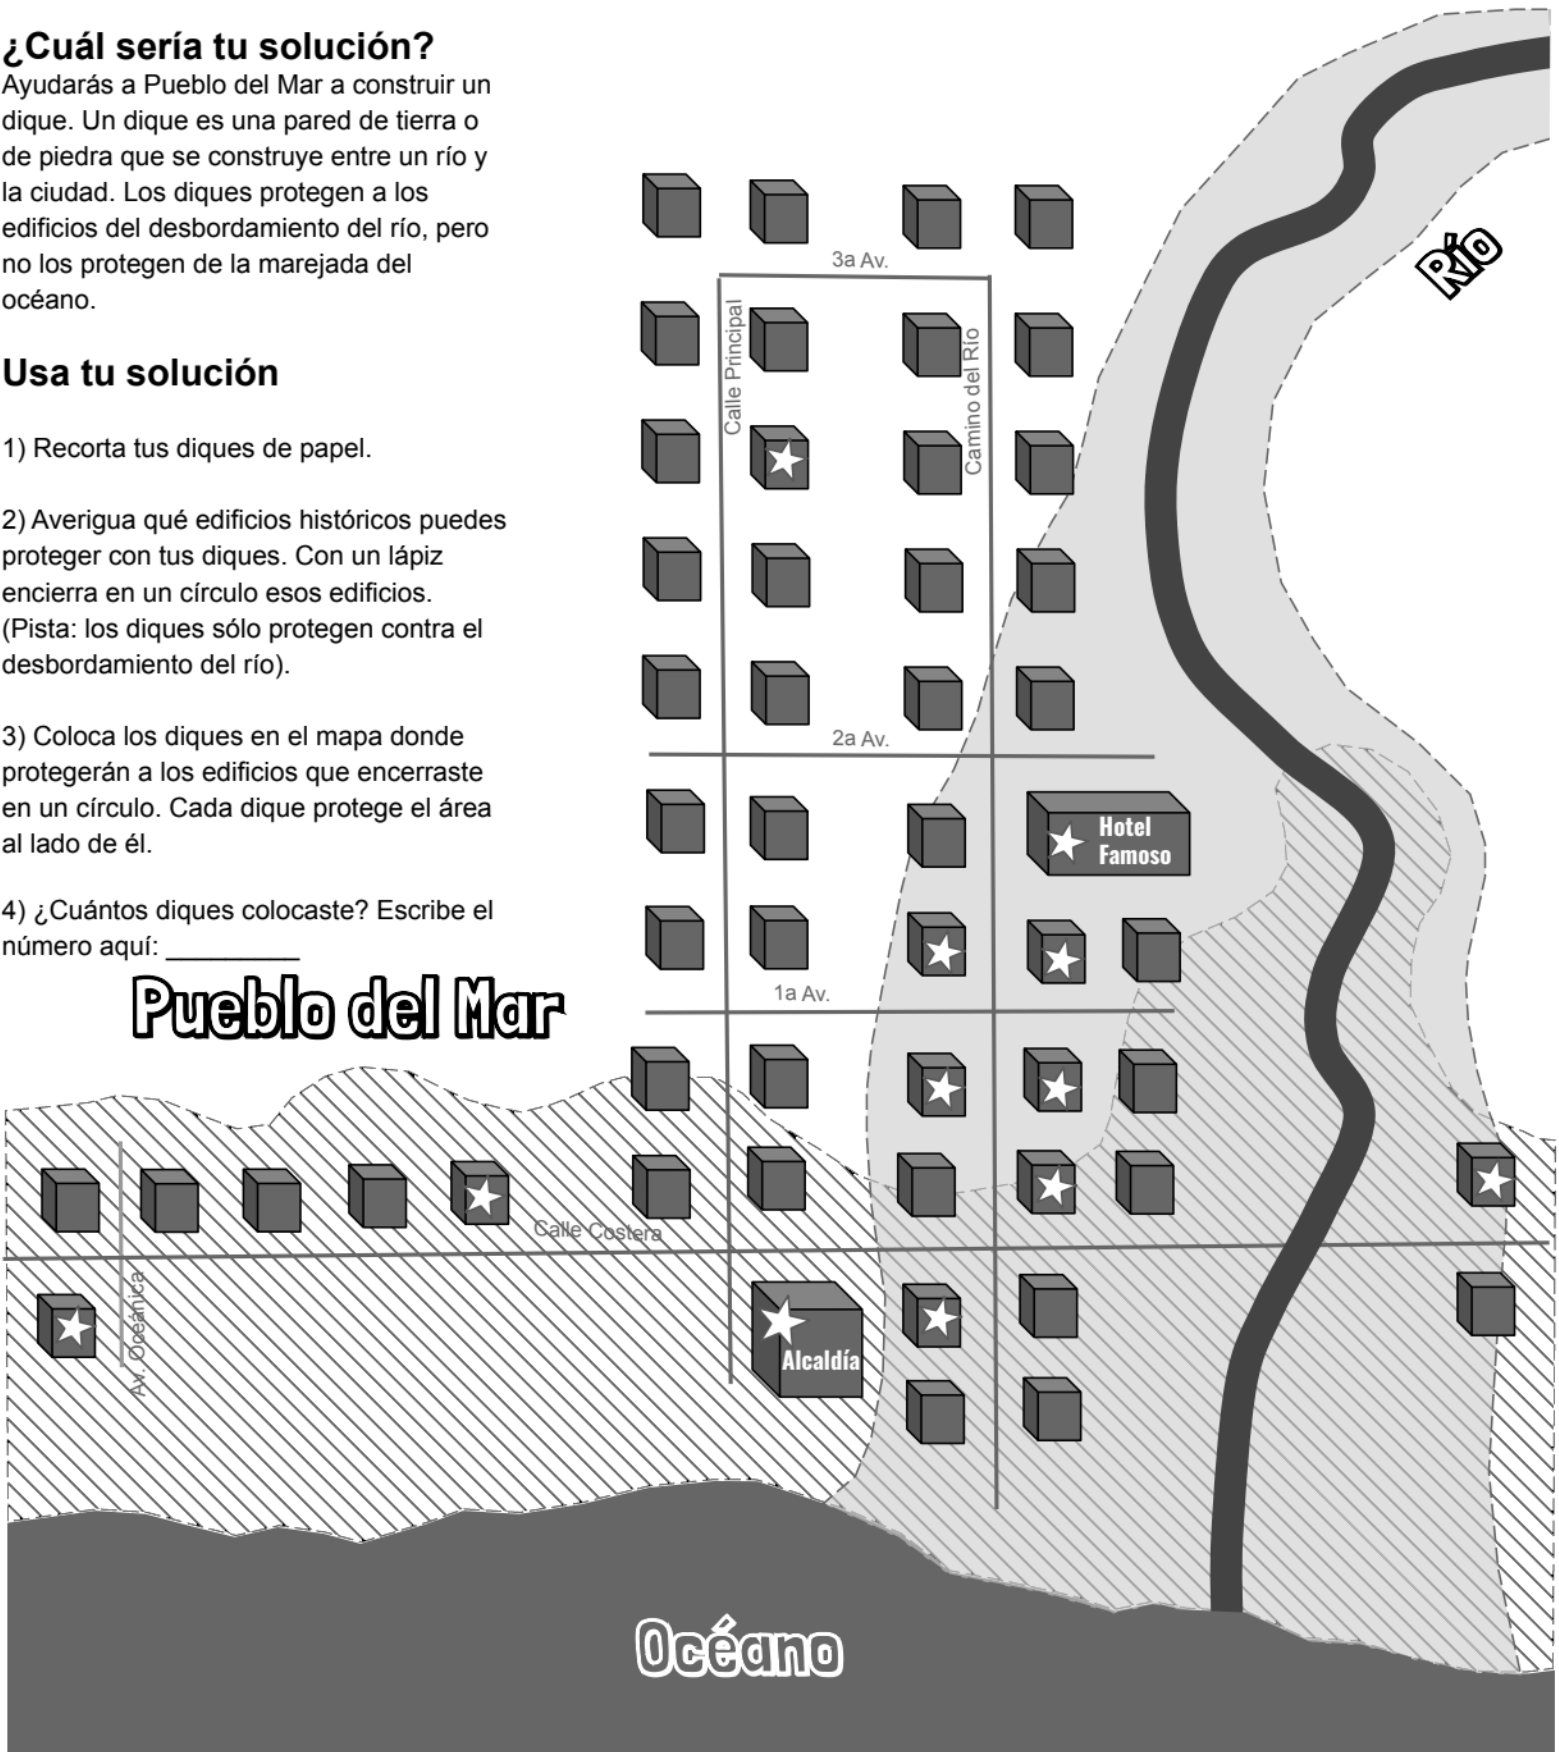 ¿Cuál sería tu solución?
Ayudarás a Pueblo del Mar a construir un
dique. Un dique es una pared de tierra o
de piedra que se construye entre un río y
la ciudad. Los diques protegen a los
edificios del desbordamiento del río, pero
no los protegen de la marejada del
océano.
Usa tu solución
1) Recorta tus diques de papel.
2) Averigua qué edificios históricos puedes
proteger con tus diques. Con un lápiz
encierra en un círculo esos edificios.
(Pista: los diques sólo protegen contra el
desbordamiento del río).
3) Coloca los diques en el mapa donde
protegerán a los edificios que encerraste
en un círculo. Cada dique protege el área
al lado de él.
4) ¿Cuántos diques colocaste? Escribe el
número aquí: _________
Pueblo del Mar
Río
3a Av.
Calle Principal
Camino del Río
2a Av.
Hotel
Famoso
1a Av.
Calle Costera
Av. Oceánica
Alcaldía
Océano